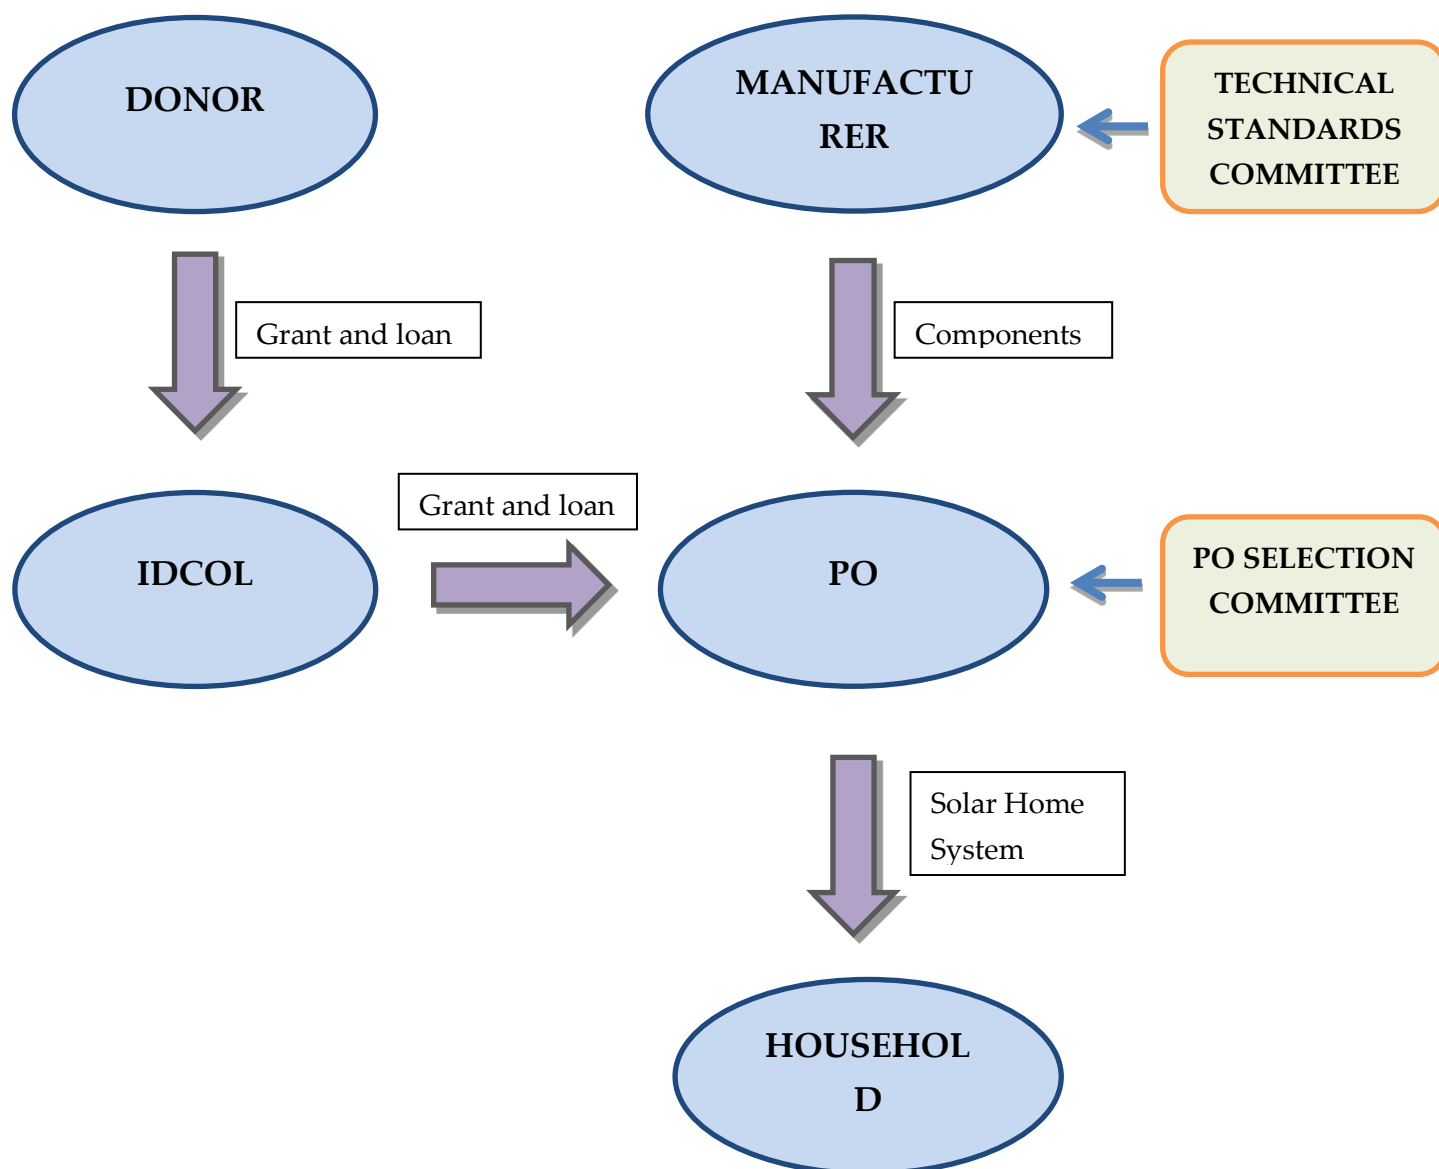 DONOR
MANUFACTU
RER
TECHNICAL
STANDARDS
COMMITTEE
Grant and loan
Components
IDCOL
Grant and loan
PO
PO SELECTION
COMMITTEE
Solar Home
System
HOUSEHOL
D